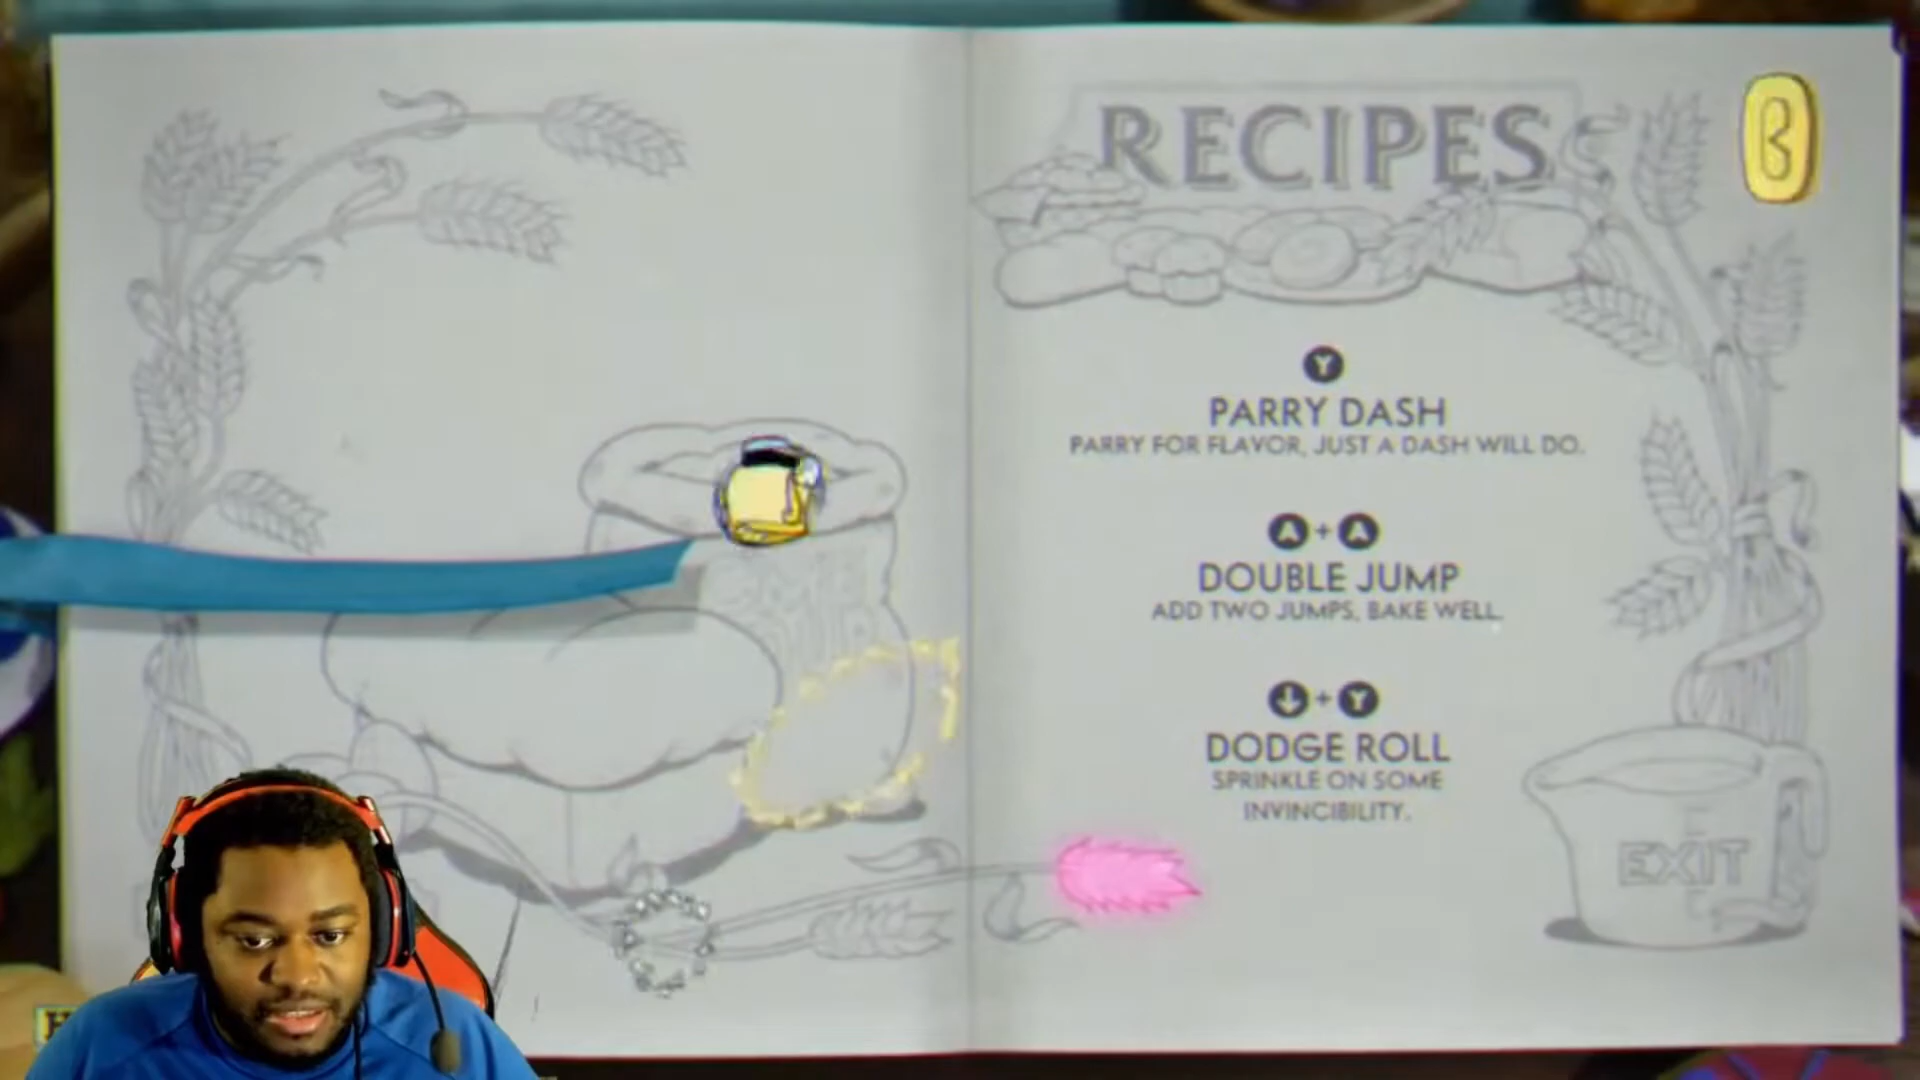 RECIPES
Y
PARRY DASH
PARRY FOR FLAVOR, JUST A DASH WILL DO.
A + A
DOUBLE JUMP
ADD TWO JUMPS, BAKE WELL.
↓ + Y
DODGE ROLL
SPRINKLE ON SOME
INVINCIBILITY.
EXIT